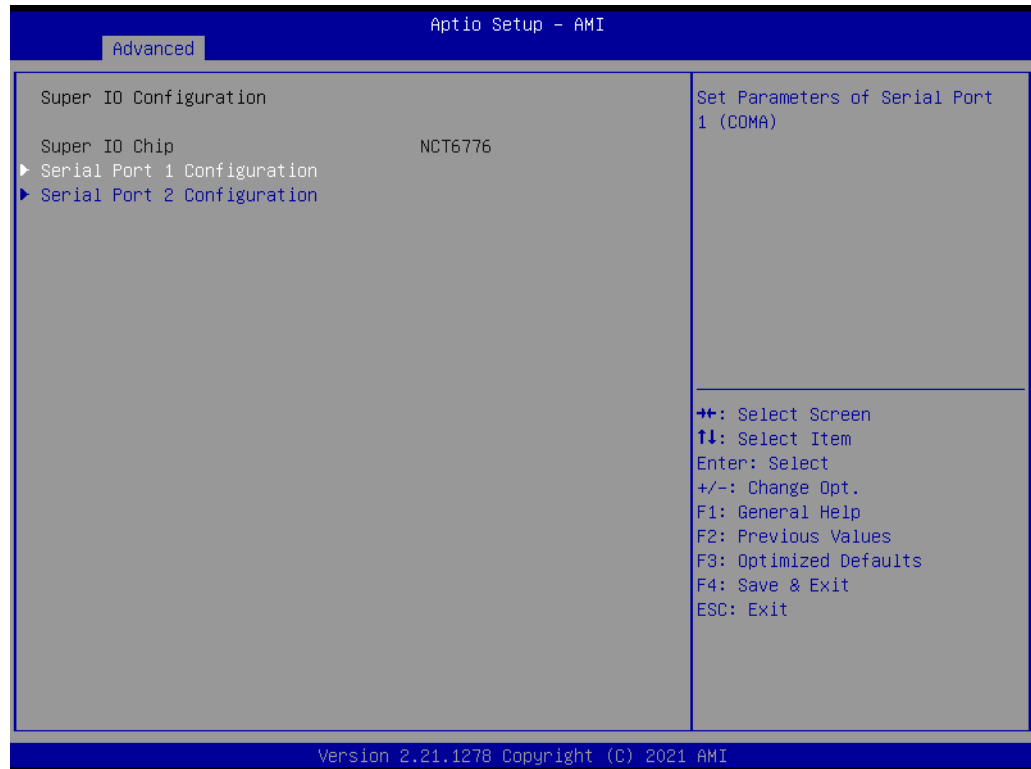 Aptio Setup – AMI
Advanced
Super IO Configuration
Super IO Chip NCT6776
▶ Serial Port 1 Configuration
▶ Serial Port 2 Configuration
Set Parameters of Serial Port
1 (COMA)
→←: Select Screen
↑↓: Select Item
Enter: Select
+/-: Change Opt.
F1: General Help
F2: Previous Values
F3: Optimized Defaults
F4: Save & Exit
ESC: Exit
Version 2.21.1278 Copyright (C) 2021 AMI